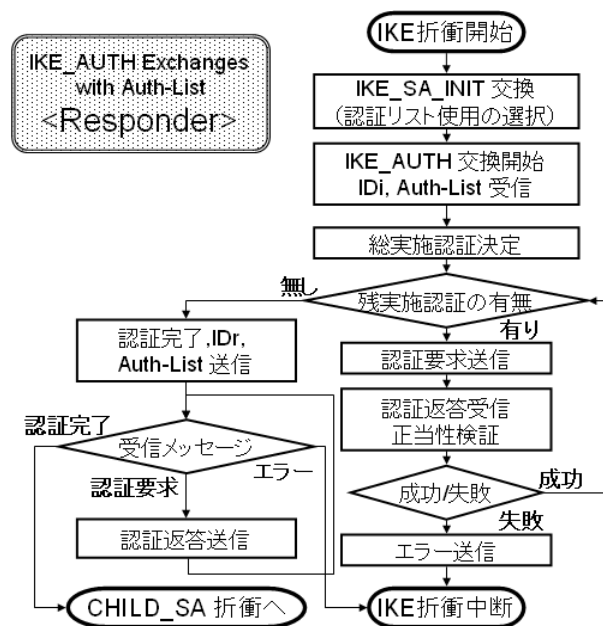 IKE_AUTH Exchanges
with Auth-List
<Responder>
IKE折衝開始
IKE_SA_INIT 交換
(認証リスト使用の選択)
IKE_AUTH 交換開始
IDi, Auth-List 受信
総実施認証決定
残実施認証の有無
無し
有り
認証要求送信
認証返答受信
正当性検証
成功/失敗
成功
失敗
エラー送信
IKE折衝中断
認証完了,IDr,
Auth-List 送信
受信メッセージ
認証完了
エラー
認証要求
認証返答送信
CHILD_SA 折衝へ